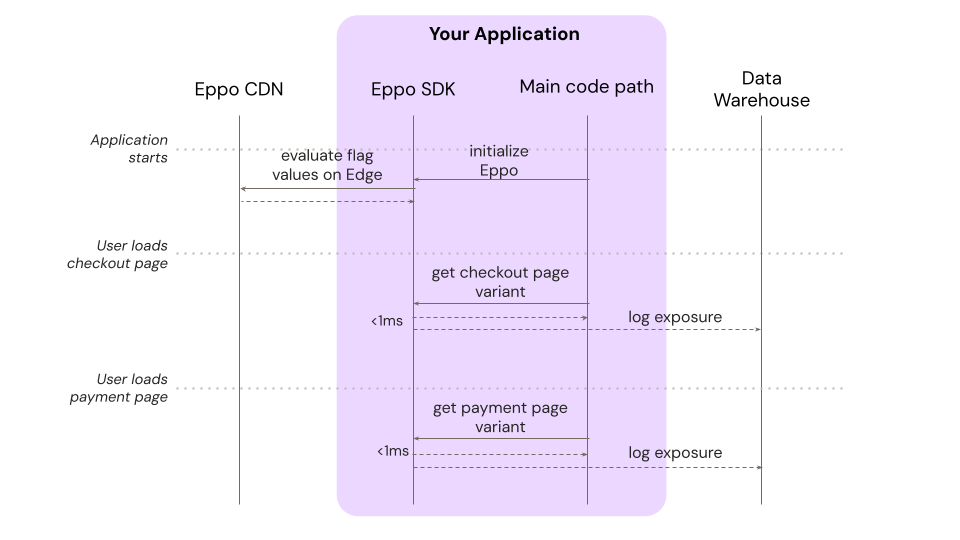 Your Application
Eppo CDN
Eppo SDK
Main code path
Data
Warehouse
Application
starts
evaluate flag
values on Edge
initialize
Eppo
User loads
checkout page
get checkout page
variant
<1ms
log exposure
User loads
payment page
get payment page
variant
<1ms
log exposure